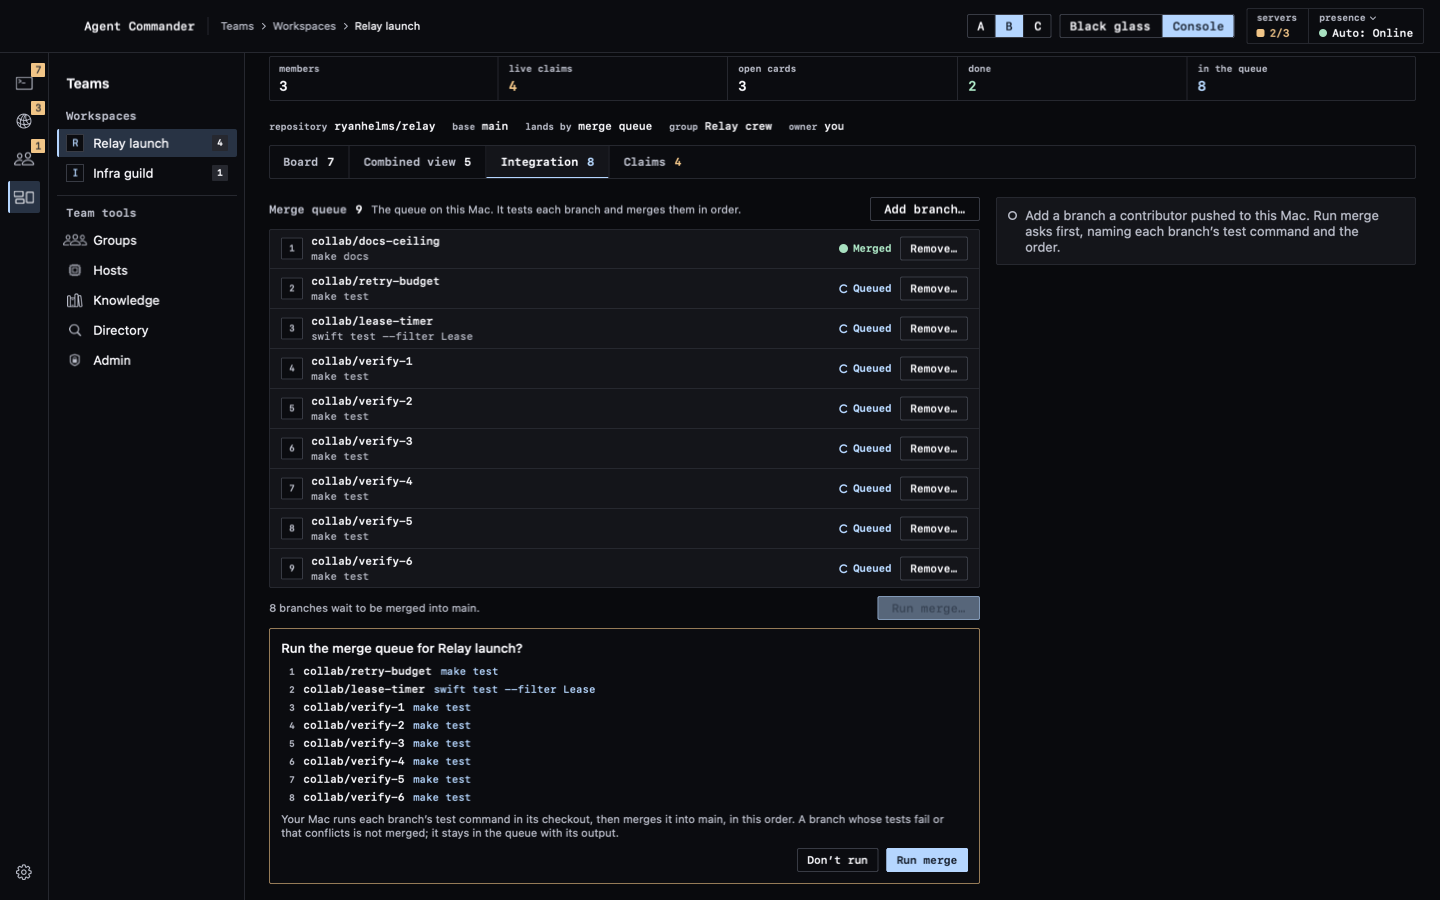 Agent Commander
Teams > Workspaces > Relay launch
A B C
Black glass Console
servers
2/3
presence
Auto: Online
7
3
1
Teams
Workspaces
R Relay launch 4
I Infra guild 1
Team tools
Groups
Hosts
Knowledge
Directory
Admin
members
3
live claims
4
open cards
3
done
2
in the queue
8
repository ryanhelms/relay base main lands by merge queue group Relay crew owner you
Board 7 Combined view 5 Integration 8 Claims 4
Merge queue 9 The queue on this Mac. It tests each branch and merges them in order. Add branch…
1 collab/docs-ceiling
make docs
Merged Remove…
2 collab/retry-budget
make test
Queued Remove…
3 collab/lease-timer
swift test --filter Lease
Queued Remove…
4 collab/verify-1
make test
Queued Remove…
5 collab/verify-2
make test
Queued Remove…
6 collab/verify-3
make test
Queued Remove…
7 collab/verify-4
make test
Queued Remove…
8 collab/verify-5
make test
Queued Remove…
9 collab/verify-6
make test
Queued Remove…
8 branches wait to be merged into main. Run merge…
Run the merge queue for Relay launch?
1 collab/retry-budget make test
2 collab/lease-timer swift test --filter Lease
3 collab/verify-1 make test
4 collab/verify-2 make test
5 collab/verify-3 make test
6 collab/verify-4 make test
7 collab/verify-5 make test
8 collab/verify-6 make test
Your Mac runs each branch's test command in its checkout, then merges it into main, in this order. A branch whose tests fail or
that conflicts is not merged; it stays in the queue with its output.
Don't run Run merge
Add a branch a contributor pushed to this Mac. Run merge
asks first, naming each branch's test command and the
order.